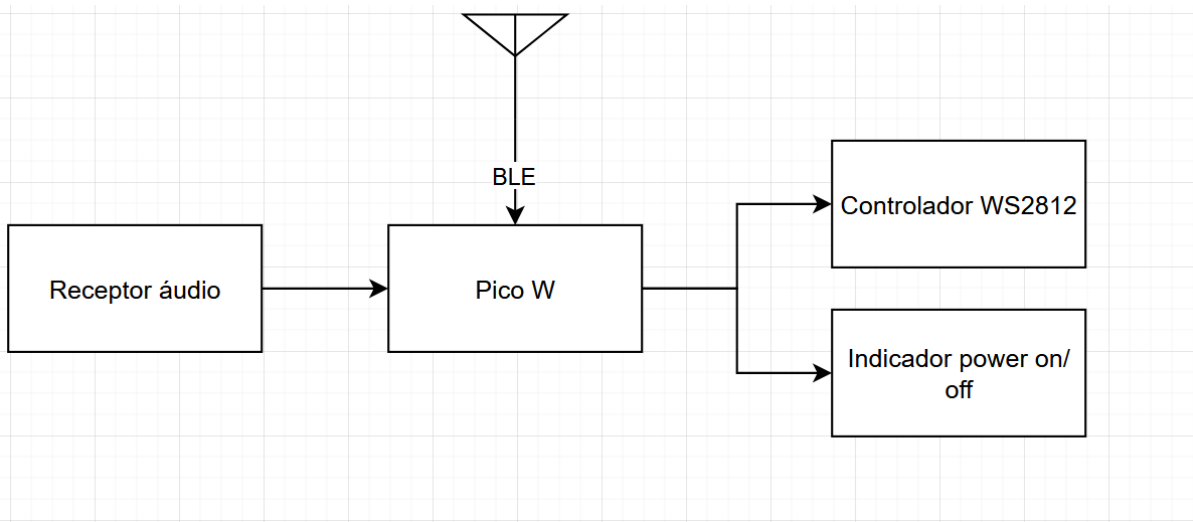 BLE
Receptor áudio
Pico W
Controlador WS2812
Indicador power on/
off